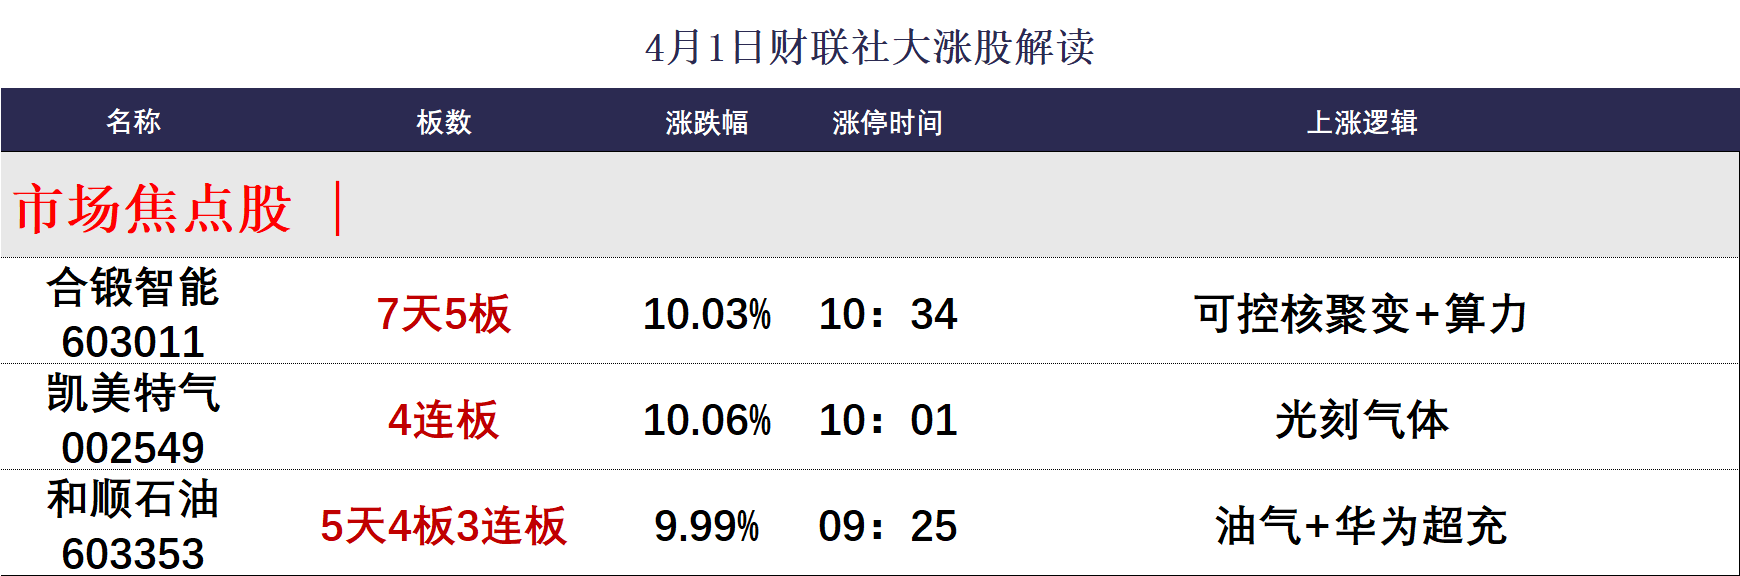 4月1日财联社大涨股解读
名称 板数 涨跌幅 涨停时间 上涨逻辑
市场焦点股 ｜
合锻智能
603011 7天5板 10.03% 10：34 可控核聚变+算力
凯美特气
002549 4连板 10.06% 10：01 光刻气体
和顺石油
603353 5天4板3连板 9.99% 09：25 油气+华为超充